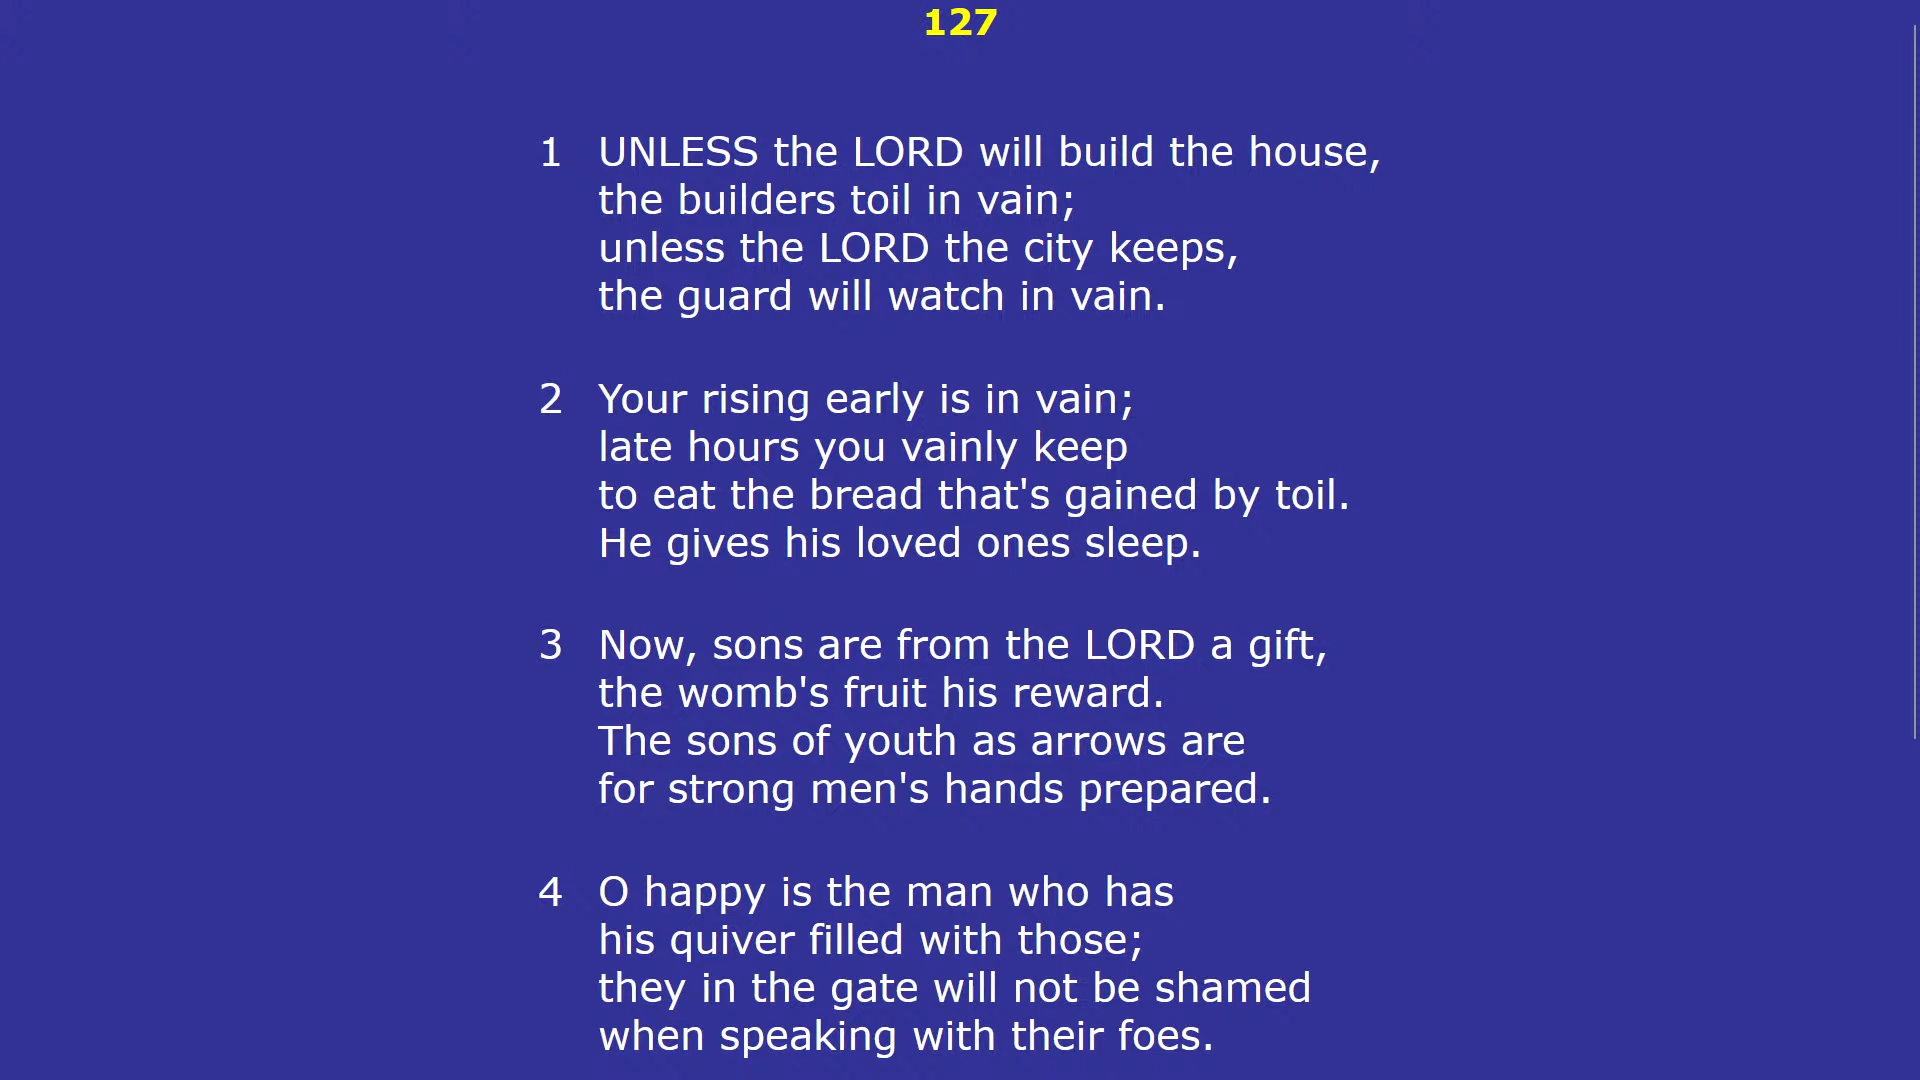 127
1 UNLESS the LORD will build the house,
the builders toil in vain;
unless the LORD the city keeps,
the guard will watch in vain.
2 Your rising early is in vain;
late hours you vainly keep
to eat the bread that's gained by toil.
He gives his loved ones sleep.
3 Now, sons are from the LORD a gift,
the womb's fruit his reward.
The sons of youth as arrows are
for strong men's hands prepared.
4 O happy is the man who has
his quiver filled with those;
they in the gate will not be shamed
when speaking with their foes.